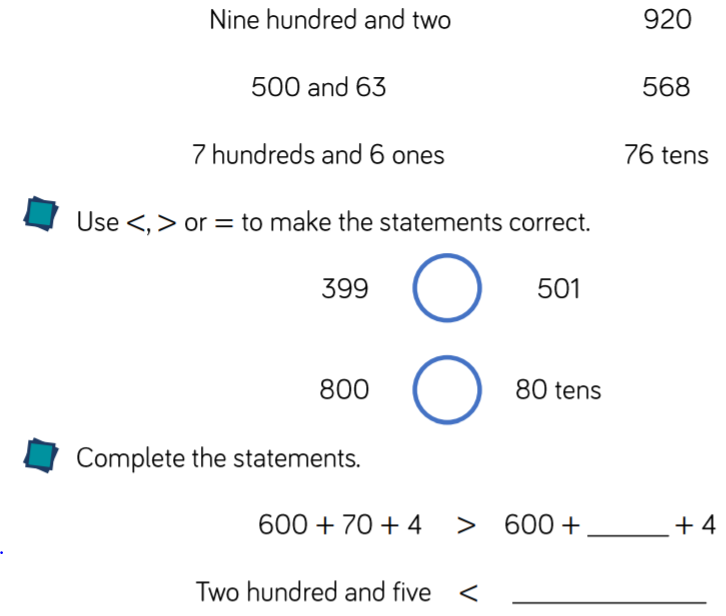 Nine hundred and two 920
500 and 63 568
7 hundreds and 6 ones 76 tens
Use <, > or = to make the statements correct.
399 501
800 80 tens
Complete the statements.
600 + 70 + 4 > 600 + ______ + 4
Two hundred and five < ______________